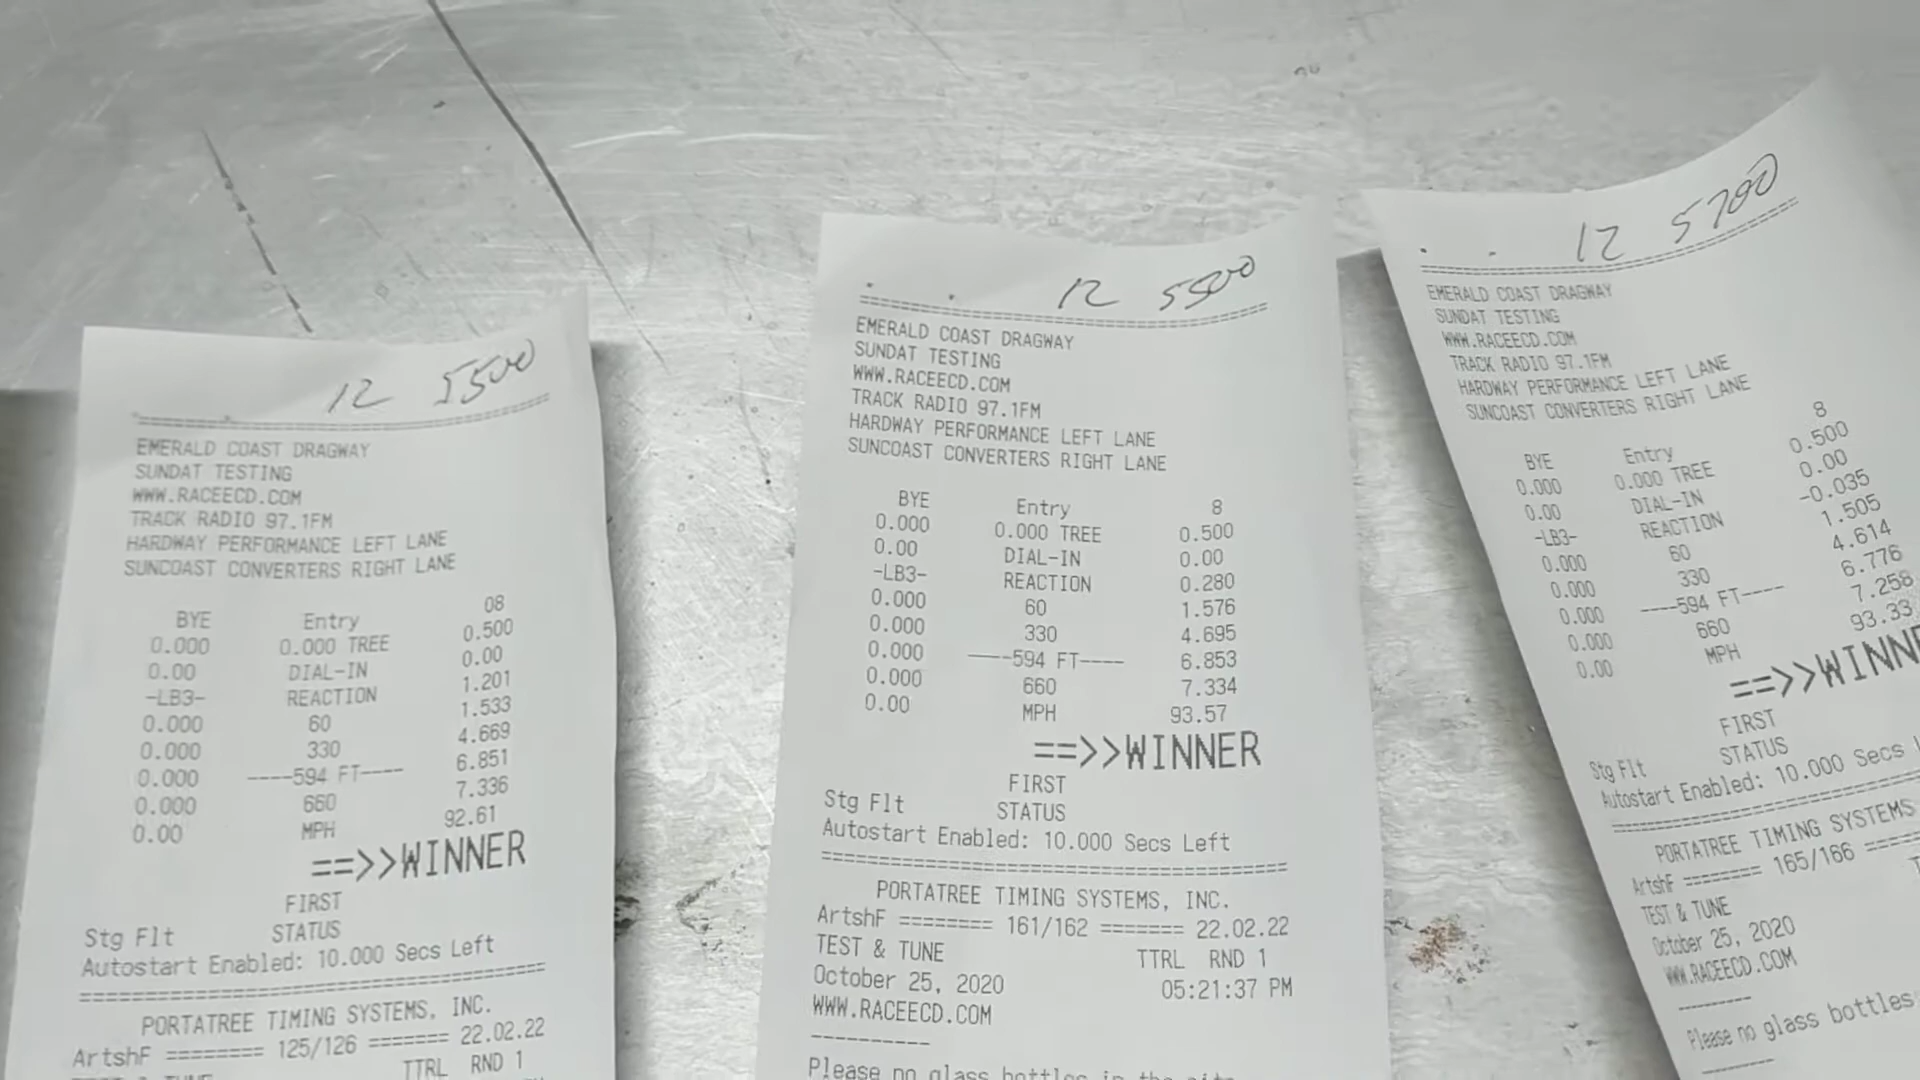 12 5500
EMERALD COAST DRAGWAY
SUNDAT TESTING
WWW.RACEECD.COM
TRACK RADIO 97.1FM
HARDWAY PERFORMANCE LEFT LANE
SUNCOAST CONVERTERS RIGHT LANE
BYE Entry 08
0.000 0.000 TREE 0.500
0.00 DIAL-IN 0.00
-LB3- REACTION 1.201
0.000 60 1.533
0.000 330 4.669
0.000 ----594 FT---- 6.851
0.000 660 7.336
0.00 MPH 92.61
==>>WINNER
FIRST
Stg Flt STATUS
Autostart Enabled: 10.000 Secs Left
PORTATREE TIMING SYSTEMS, INC.
ArtshF ======== 125/126 ======= 22.02.22
TTRL RND 1
12 5500
EMERALD COAST DRAGWAY
SUNDAT TESTING
WWW.RACEECD.COM
TRACK RADIO 97.1FM
HARDWAY PERFORMANCE LEFT LANE
SUNCOAST CONVERTERS RIGHT LANE
BYE Entry 8
0.000 0.000 TREE 0.500
0.00 DIAL-IN 0.00
-LB3- REACTION 0.280
0.000 60 1.576
0.000 330 4.695
0.000 ----594 FT---- 6.853
0.000 660 7.334
0.00 MPH 93.57
==>>WINNER
FIRST
Stg Flt STATUS
Autostart Enabled: 10.000 Secs Left
PORTATREE TIMING SYSTEMS, INC.
ArtshF ======== 161/162 ======= 22.02.22
TEST & TUNE TTRL RND 1
October 25, 2020 05:21:37 PM
WWW.RACEECD.COM
----------
Please no glass bottles in the
12 5700
EMERALD COAST DRAGWAY
SUNDAT TESTING
WWW.RACEECD.COM
TRACK RADIO 97.1FM
HARDWAY PERFORMANCE LEFT LANE
SUNCOAST CONVERTERS RIGHT LANE
BYE Entry 8
0.000 0.000 TREE 0.500
0.00 DIAL-IN 0.00
-LB3- REACTION -0.035
0.000 60 1.505
0.000 330 4.614
0.000 ----594 FT---- 6.776
0.000 660 7.258
0.00 MPH 93.33
==>>WINN
FIRST
Stg Flt STATUS
Autostart Enabled: 10.000 Secs
PORTATREE TIMING SYSTEMS
ArtshF ======== 165/166 =====
TEST & TUNE
October 25, 2020
WWW.RACEECD.COM
----------
Please no glass bottles
----------